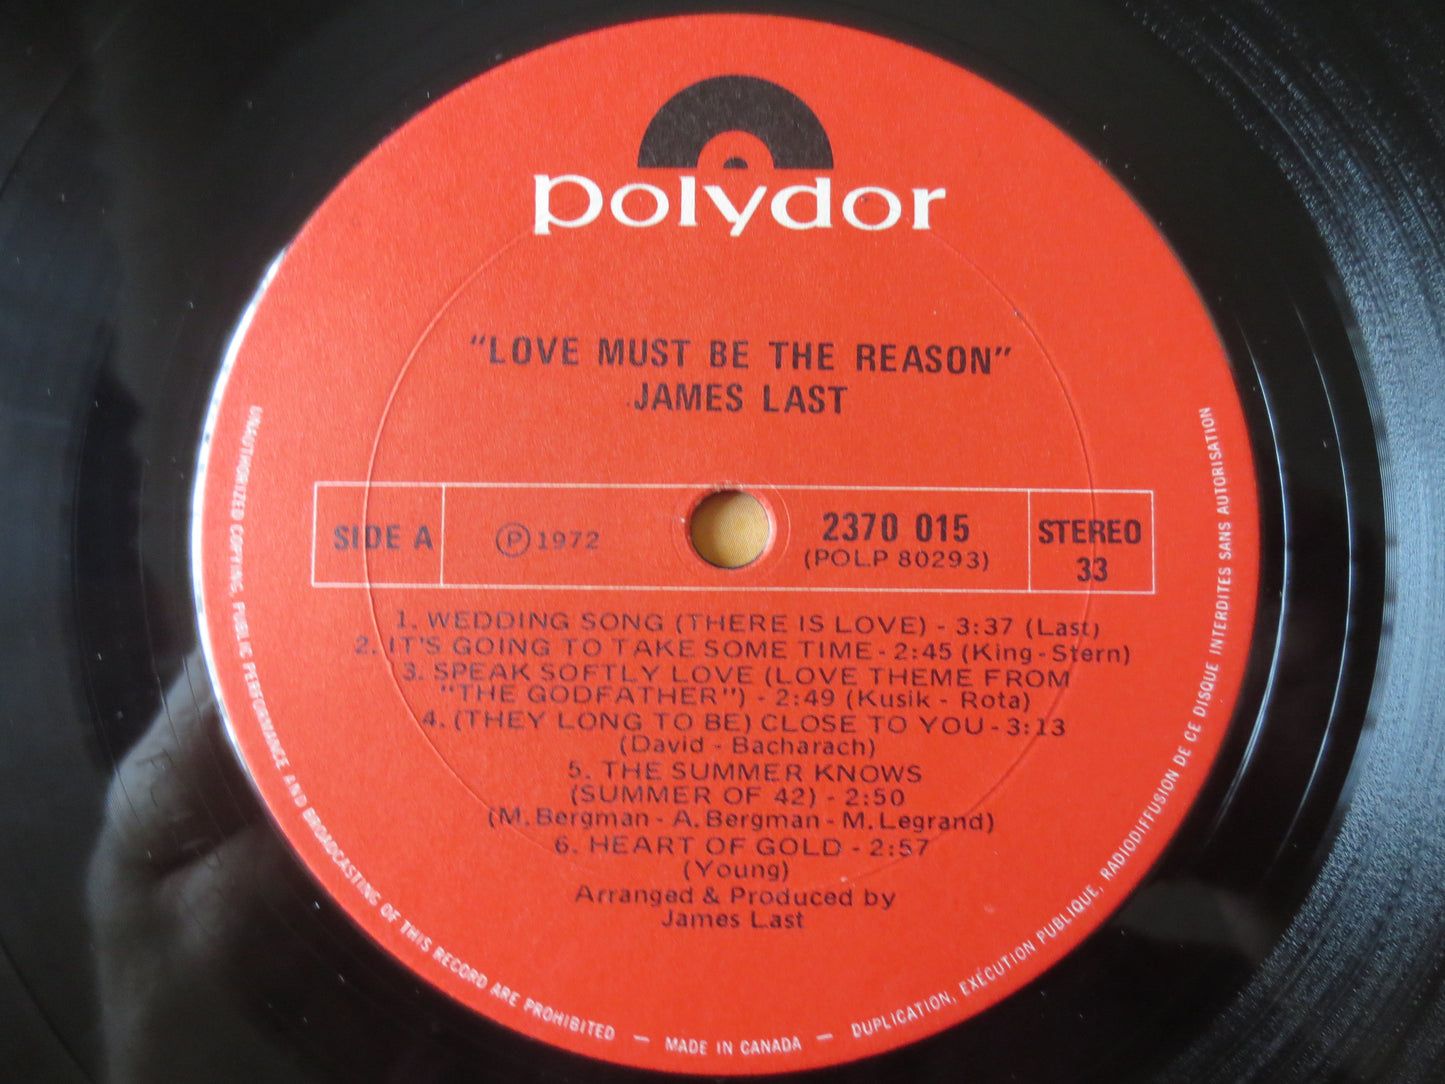 polydor
"LOVE MUST BE THE REASON"
JAMES LAST
SIDE A
Ⓟ1972
2370 015
(POLP 80293)
STEREO
33
1. WEDDING SONG (THERE IS LOVE) - 3:37 (Last)
2. IT'S GOING TO TAKE SOME TIME - 2:45 (King - Stern)
3. SPEAK SOFTLY LOVE (LOVE THEME FROM
"THE GODFATHER") - 2:49 (Kusik - Rota)
4. (THEY LONG TO BE) CLOSE TO YOU - 3:13
(David - Bacharach)
5. THE SUMMER KNOWS
(SUMMER OF 42) - 2:50
(M. Bergman - A. Bergman - M. Legrand)
6. HEART OF GOLD - 2:57
(Young)
Arranged & Produced by
James Last
UNAUTHORIZED COPYING, PUBLIC PERFORMANCE AND BROADCASTING OF THIS RECORD ARE PROHIBITED — MADE IN CANADA — DUPLICATION, EXÉCUTION PUBLIQUE, RADIODIFFUSION DE CE DISQUE INTERDITES SANS AUTORISATION